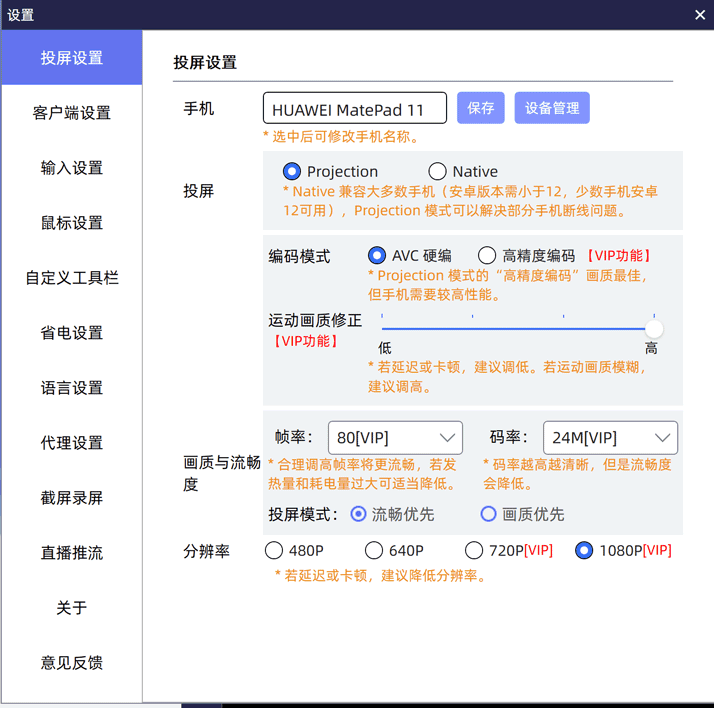 设置
投屏设置
客户端设置
输入设置
鼠标设置
自定义工具栏
省电设置
语言设置
代理设置
截屏录屏
直播推流
关于
意见反馈
投屏设置
手机 HUAWEI MatePad 11 保存 设备管理
* 选中后可修改手机名称。
投屏 Projection Native
* Native 兼容大多数手机（安卓版本需小于12，少数手机安卓
12可用），Projection 模式可以解决部分手机断线问题。
编码模式 AVC 硬编 高精度编码 【VIP功能】
* Projection 模式的“高精度编码”画质最佳，
但手机需要较高性能。
运动画质修正
【VIP功能】
低 高
* 若延迟或卡顿，建议调低。若运动画质模糊，
建议调高。
画质与流畅
度
帧率： 80[VIP] 码率： 24M[VIP]
* 合理调高帧率将更流畅，若发
热量和耗电量过大可适当降低。
* 码率越高越清晰，但是流畅度
会降低。
投屏模式： 流畅优先 画质优先
分辨率 480P 640P 720P[VIP] 1080P[VIP]
* 若延迟或卡顿，建议降低分辨率。